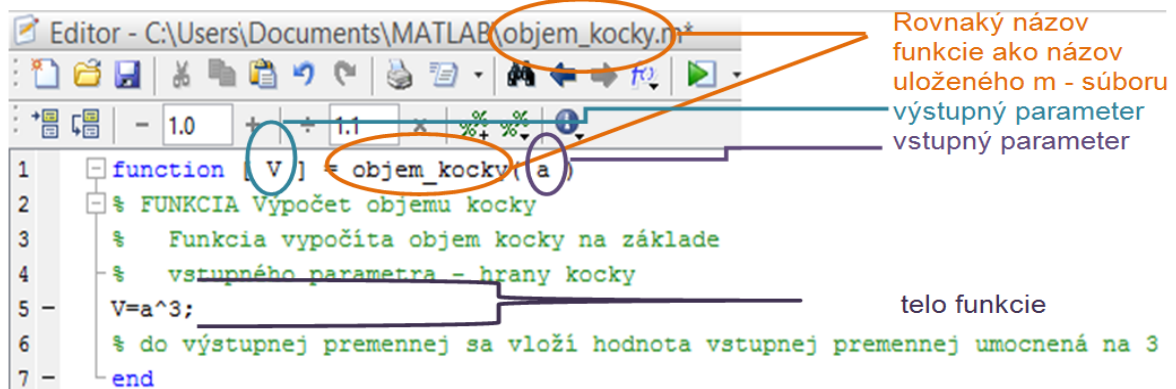 Editor - C:\Users\Documents\MATLAB\objem_kocky.m*
Rovnaký názov
funkcie ako názov
uloženého m - súboru
výstupný parameter
vstupný parameter
- 1.0 + ÷ 1.1 ×
1 function [ V ] = objem_kocky( a )
2 % FUNKCIA Výpočet objemu kocky
3 % Funkcia vypočíta objem kocky na základe
4 % vstupného parametra - hrany kocky
5 - V=a^3;
telo funkcie
6 % do výstupnej premennej sa vloží hodnota vstupnej premennej umocnená na 3
7 - end